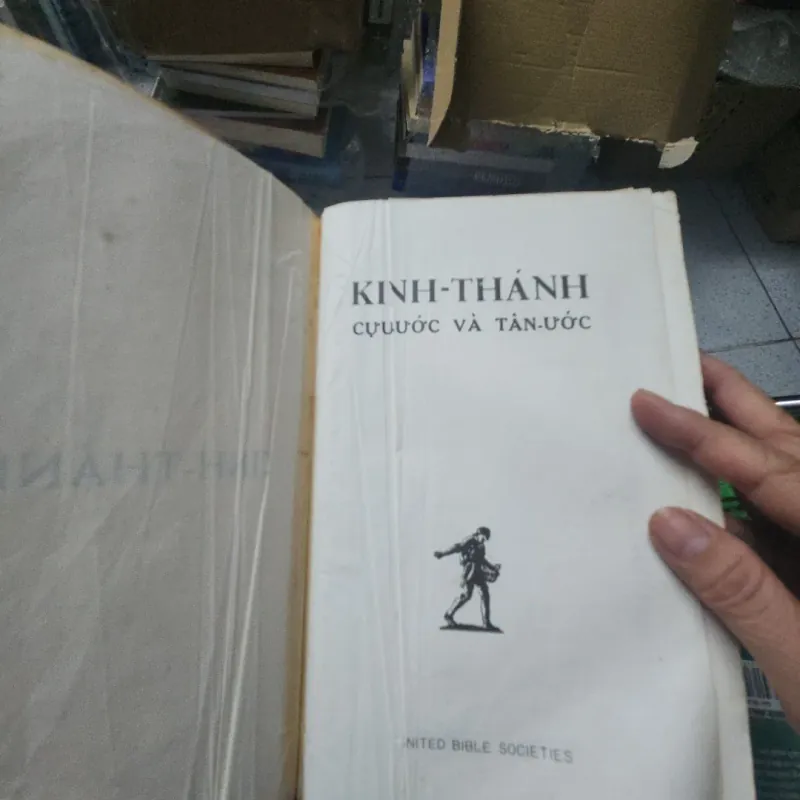 KINH-THÁNH
CỰU-ƯỚC VÀ TÂN-ƯỚC
NITED BIBLE SOCIETIES